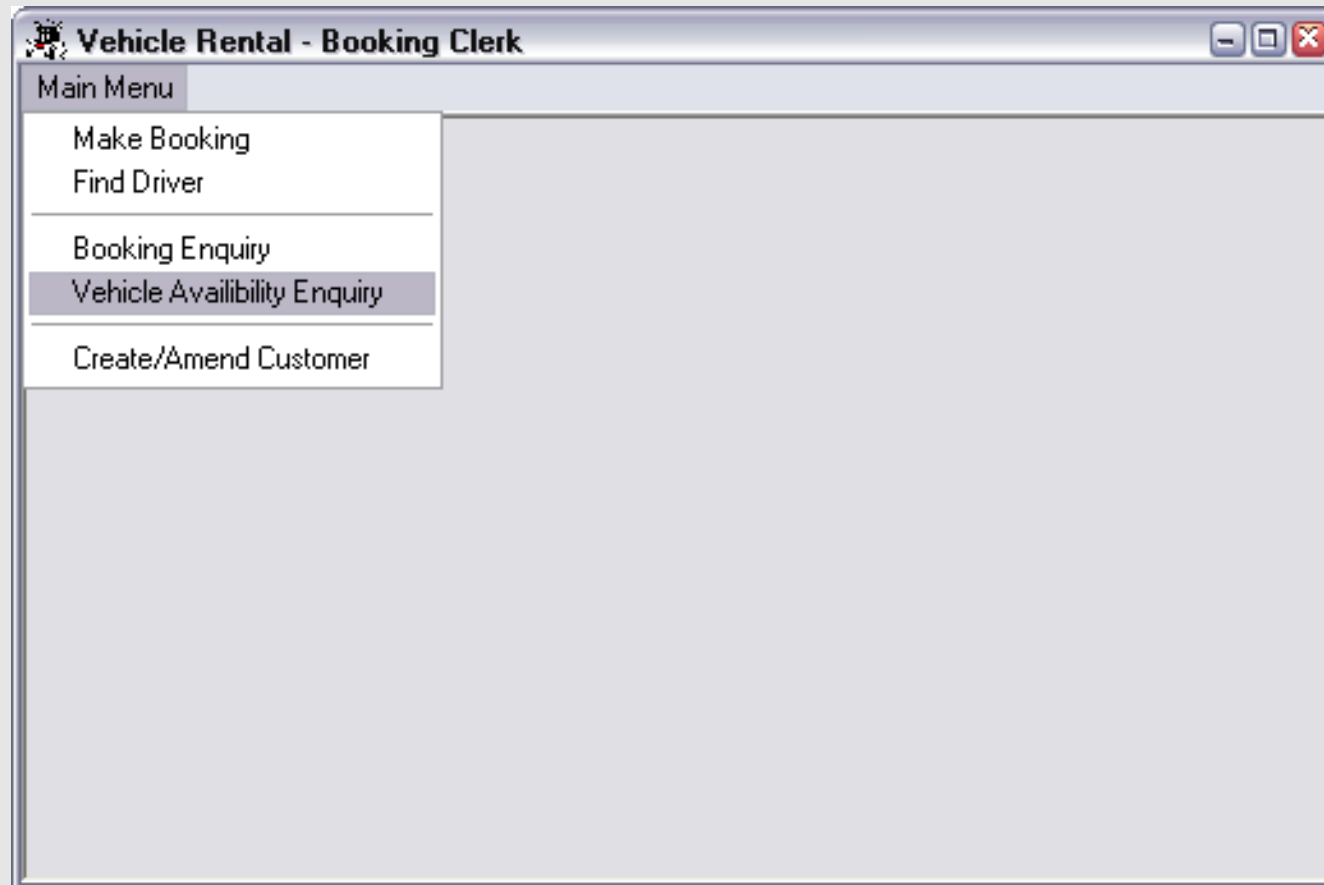 Vehicle Rental - Booking Clerk
Main Menu
Make Booking
Find Driver
Booking Enquiry
Vehicle Availibility Enquiry
Create/Amend Customer